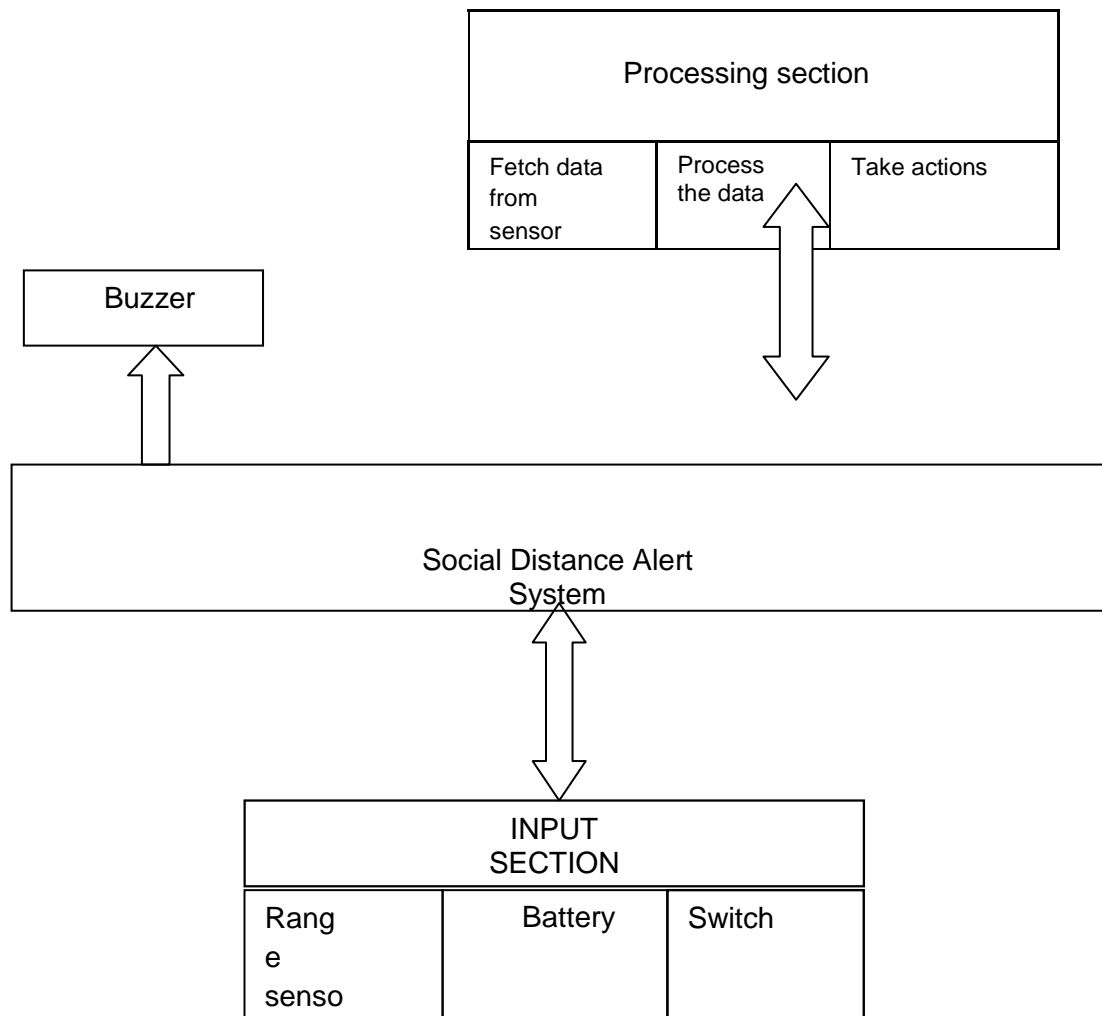 Processing section
Fetch data
from
sensor
Process
the data
Take actions
Buzzer
Social Distance Alert
System
INPUT
SECTION
Rang
e
senso
Battery
Switch